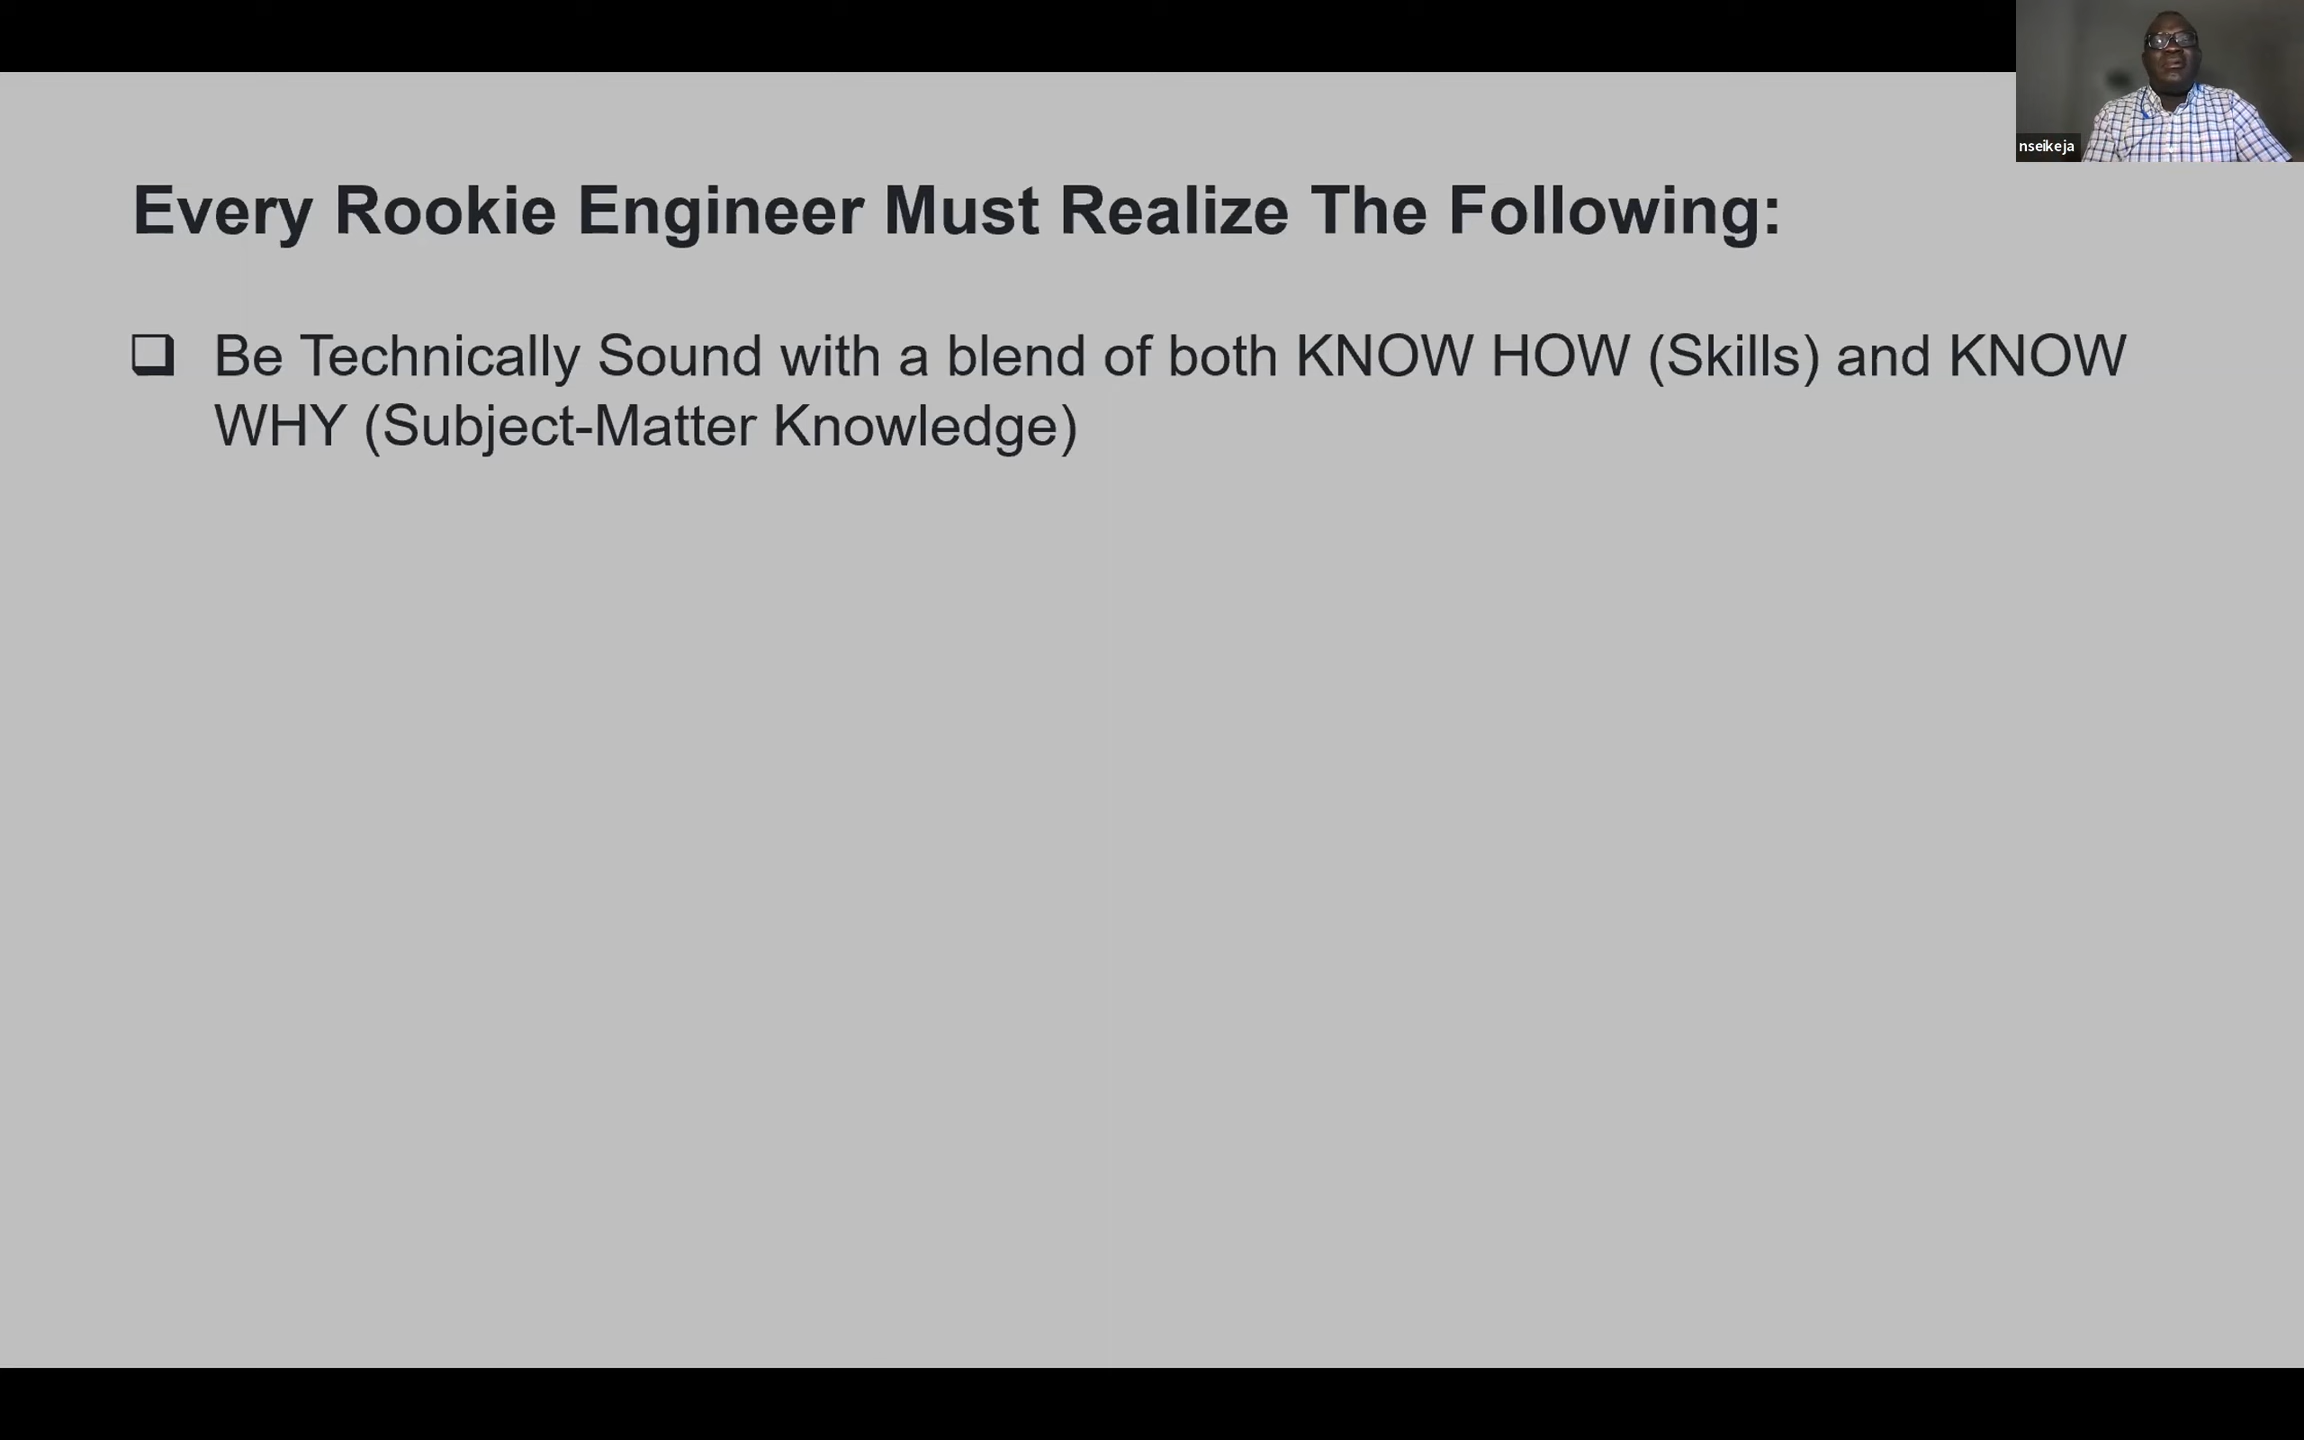 nseikeja
Every Rookie Engineer Must Realize The Following:
Be Technically Sound with a blend of both KNOW HOW (Skills) and KNOW
WHY (Subject-Matter Knowledge)